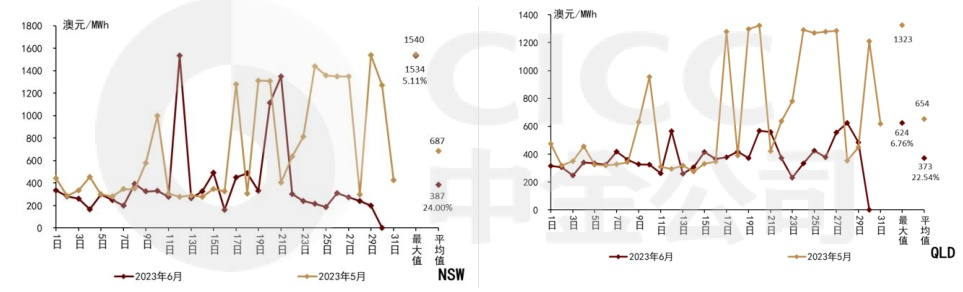 澳元/MWh
1800
1600
1400
1200
1000
800
600
400
200
0
1540
1534
5.11%
687
387
24.00%
1日
3日
5日
7日
9日
11日
13日
15日
17日
19日
21日
23日
25日
27日
29日
31日
最大值
平均值
2023年6月
2023年5月
NSW
澳元/MWh
1400
1200
1000
800
600
400
200
0
1323
654
624
6.76%
373
22.54%
1日
3日
5日
7日
9日
11日
13日
15日
17日
19日
21日
23日
25日
27日
29日
31日
最大值
平均值
2023年6月
2023年5月
QLD
CICC
中金公司